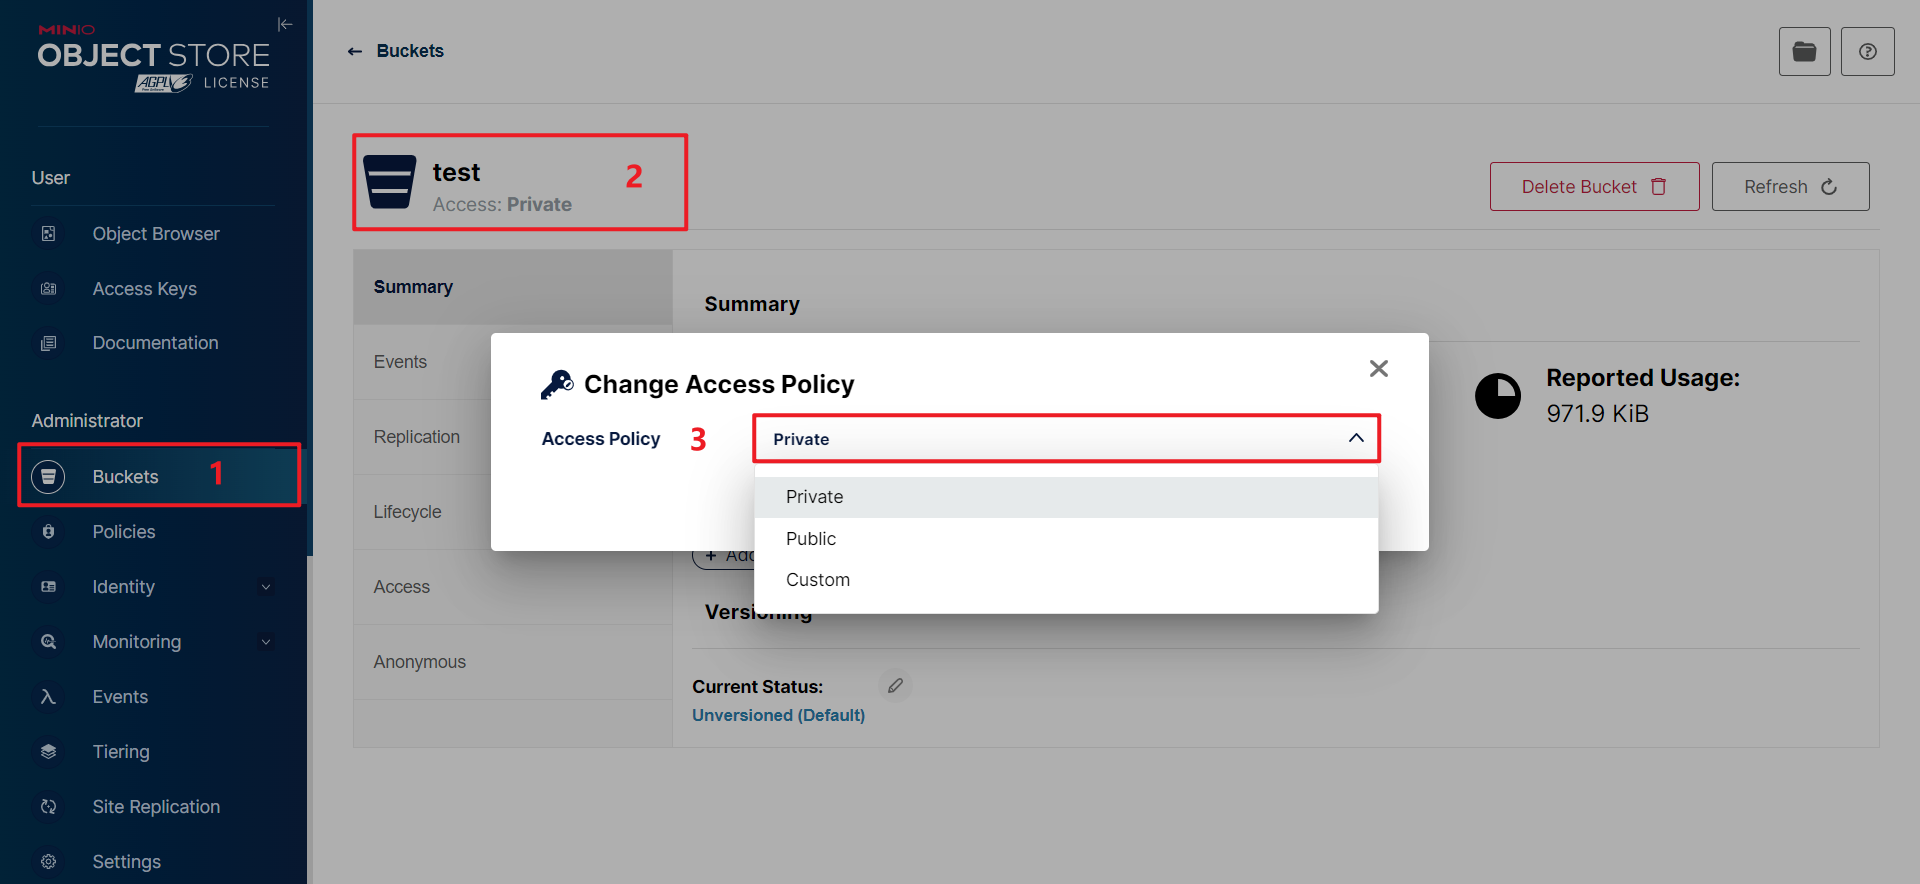 MINIO
OBJECT STORE
AGPL v3 LICENSE
User
Object Browser
Access Keys
Documentation
Administrator
Buckets 1
Policies
Identity
Monitoring
Events
Tiering
Site Replication
Settings
← Buckets
test 2
Access: Private
Delete Bucket
Refresh
Summary
Events
Replication
Lifecycle
Access
Anonymous
Summary
Reported Usage:
971.9 KiB
Change Access Policy
Access Policy 3 Private
Private
Public
Custom
+
Versioning
Current Status:
Unversioned (Default)